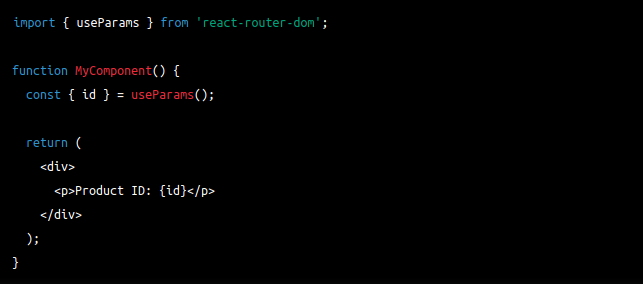 import { useParams } from 'react-router-dom';
function MyComponent() {
const { id } = useParams();
return (
<div>
<p>Product ID: {id}</p>
</div>
);
}